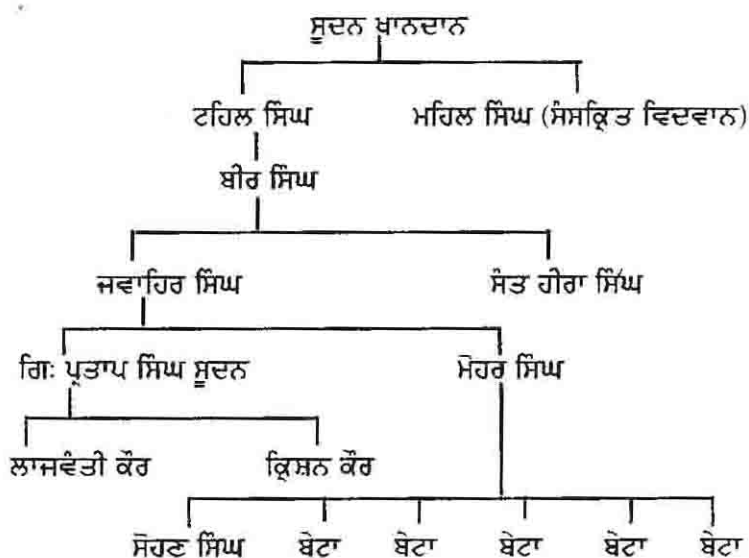 ਸੂਦਨ ਖ਼ਾਨਦਾਨ
ਟਹਿਲ ਸਿੰਘ ਮਹਿਲ ਸਿੰਘ (ਸੰਸਕ੍ਰਿਤ ਵਿਦਵਾਨ)
ਬੀਰ ਸਿੰਘ
ਜਵਾਹਿਰ ਸਿੰਘ ਸੰਤ ਹੀਰਾ ਸਿੰਘ
ਗਿ: ਪ੍ਰਤਾਪ ਸਿੰਘ ਸੂਦਨ ਮੋਹਰ ਸਿੰਘ
ਲਾਜਵੰਤੀ ਕੌਰ ਕ੍ਰਿਸ਼ਨ ਕੌਰ
ਸੋਹਣ ਸਿੰਘ ਬੇਟਾ ਬੇਟਾ ਬੇਟਾ ਬੇਟਾ ਬੇਟਾ